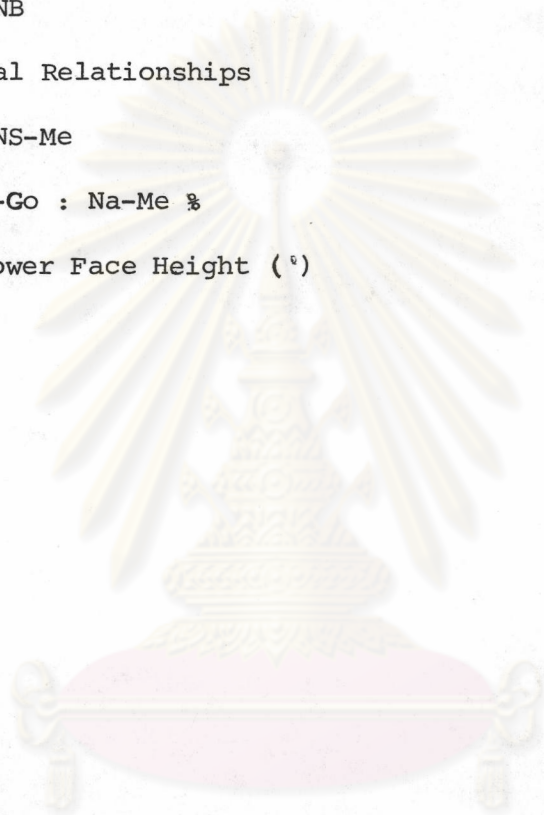 NB
al Relationships
NS-Me
-Go : Na-Me %
ower Face Height (°)